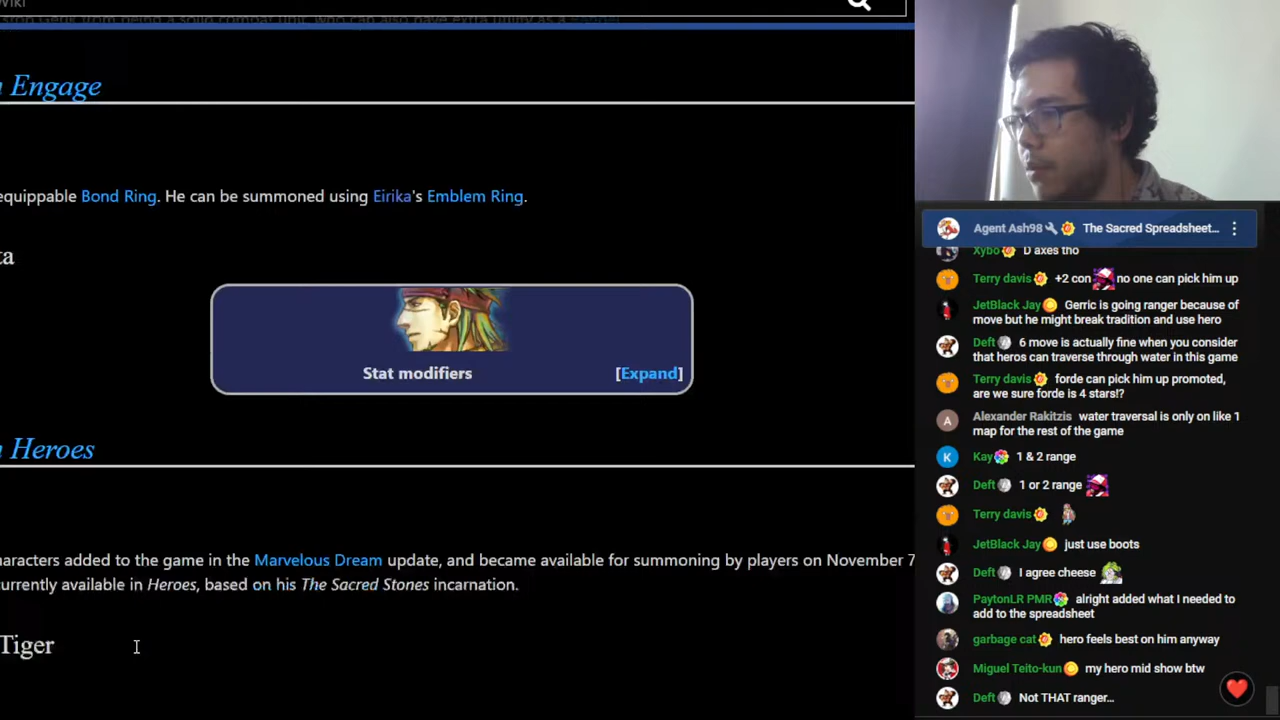 Wiki
n Engage
equippable Bond Ring. He can be summoned using Eirika's Emblem Ring.
ta
Stat modifiers
[Expand]
n Heroes
haracters added to the game in the Marvelous Dream update, and became available for summoning by players on November 7
currently available in Heroes, based on his The Sacred Stones incarnation.
Tiger
Agent Ash98 The Sacred Spreadsheet...
Xybo D axes tho
Terry davis +2 con no one can pick him up
JetBlack Jay Gerric is going ranger because of
move but he might break tradition and use hero
Deft 6 move is actually fine when you consider
that heros can traverse through water in this game
Terry davis forde can pick him up promoted,
are we sure forde is 4 stars!?
Alexander Rakitzis water traversal is only on like 1
map for the rest of the game
Kay 1 & 2 range
Deft 1 or 2 range
Terry davis
JetBlack Jay just use boots
Deft I agree cheese
PaytonLR PMR alright added what I needed to
add to the spreadsheet
garbage cat hero feels best on him anyway
Miguel Teito-kun my hero mid show btw
Deft Not THAT ranger...